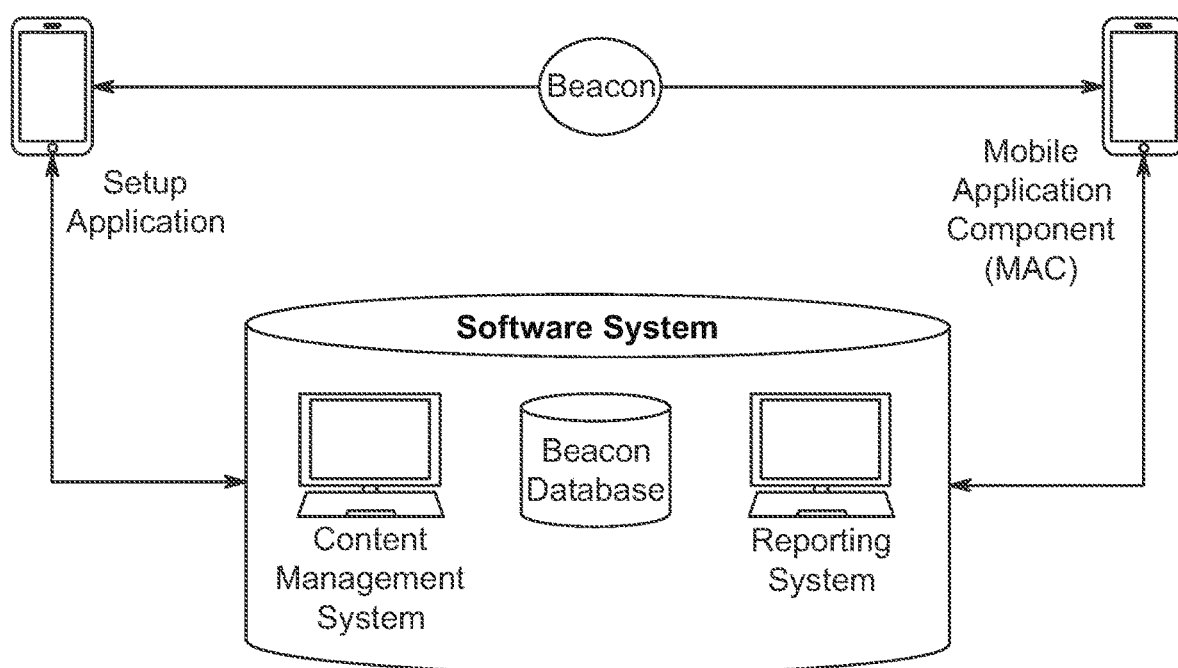 Beacon
Setup
Application
Mobile
Application
Component
(MAC)
Software System
Content
Management
System
Beacon
Database
Reporting
System